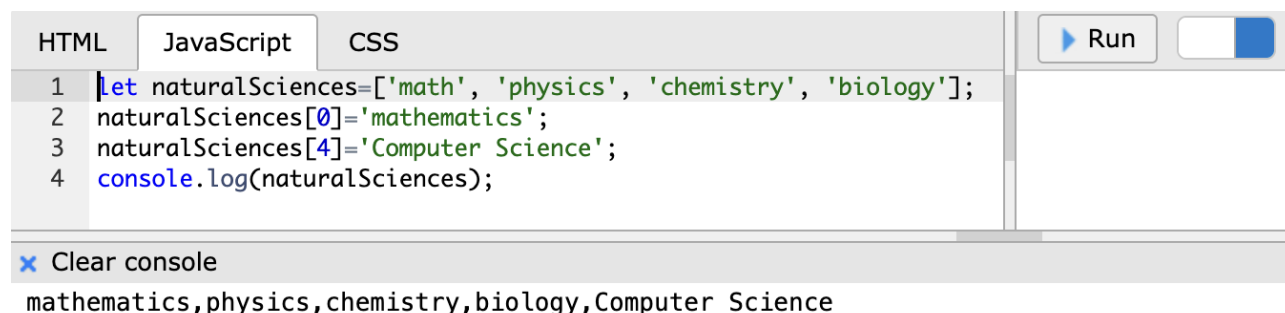 HTML JavaScript CSS Run
1 let naturalSciences=['math', 'physics', 'chemistry', 'biology'];
2 naturalSciences[0]='mathematics';
3 naturalSciences[4]='Computer Science';
4 console.log(naturalSciences);
Clear console
mathematics,physics,chemistry,biology,Computer Science